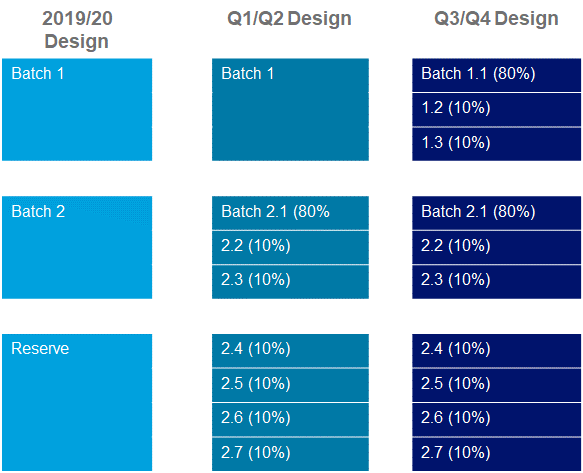 2019/20
Design
Q1/Q2 Design
Q3/Q4 Design
Batch 1
Batch 1
Batch 1.1 (80%)
1.2 (10%)
1.3 (10%)
Batch 2
Batch 2.1 (80%
Batch 2.1 (80%)
2.2 (10%)
2.2 (10%)
2.3 (10%)
2.3 (10%)
Reserve
2.4 (10%)
2.4 (10%)
2.5 (10%)
2.5 (10%)
2.6 (10%)
2.6 (10%)
2.7 (10%)
2.7 (10%)